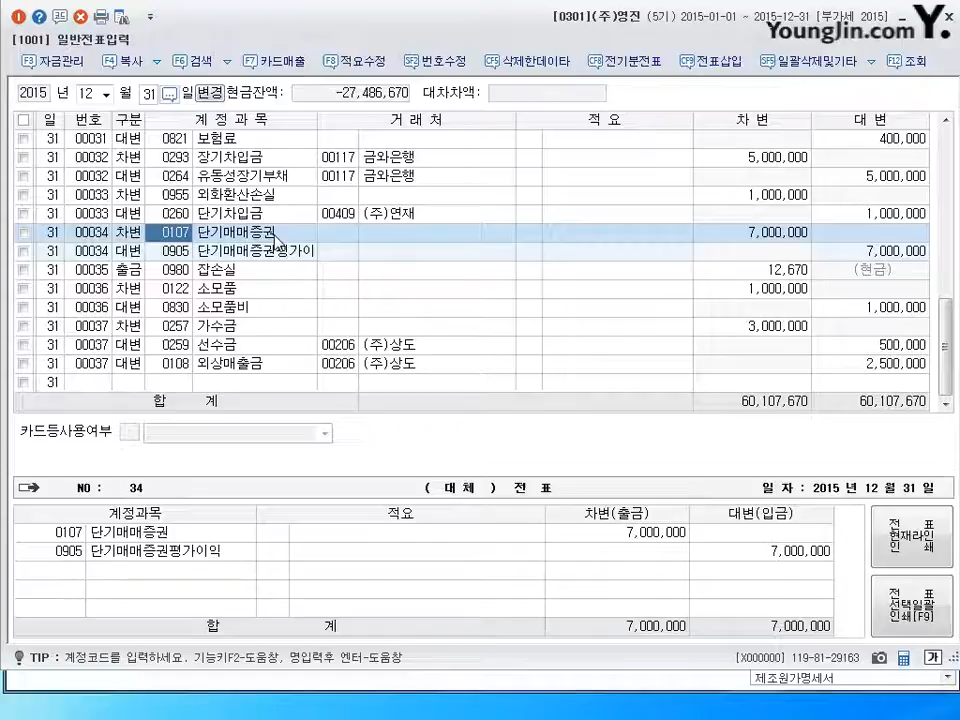 [0301](주)영진 (5기) 2015-01-01 ~ 2015-12-31 [부가세 2015]
YoungJin.com Y.
[1001] 일반전표입력
F3 자금관리 F4 복사 F6 검색 F7 카드매출 F8 적요수정 SF2 번호수정 CF5 삭제한데이타 CF8 전기분전표 CF9 전표삽입 SF5 일괄삭제및기타 F12 조회
2015 년 12 월 31 일 변경 현금잔액: -27,486,670 대차차액:
일 번호 구분 계정과목 거래처 적요 차변 대변
31 00031 대변 0821 보험료 400,000
31 00032 차변 0293 장기차입금 00117 금와은행 5,000,000
31 00032 대변 0264 유동성장기부채 00117 금와은행 5,000,000
31 00033 차변 0955 외화환산손실 1,000,000
31 00033 대변 0260 단기차입금 00409 (주)연재 1,000,000
31 00034 차변 0107 단기매매증권 7,000,000
31 00034 대변 0905 단기매매증권평가이 7,000,000
31 00035 출금 0980 잡손실 12,670 (현금)
31 00036 차변 0122 소모품 1,000,000
31 00036 대변 0830 소모품비 1,000,000
31 00037 차변 0257 가수금 3,000,000
31 00037 대변 0259 선수금 00206 (주)상도 500,000
31 00037 대변 0108 외상매출금 00206 (주)상도 2,500,000
31
합 계 60,107,670 60,107,670
카드등사용여부
NO : 34 ( 대 체 ) 전 표 일 자 : 2015 년 12 월 31 일
계정과목 적요 차변(출금) 대변(입금)
0107 단기매매증권 7,000,000
0905 단기매매증권평가이익 7,000,000
합 계 7,000,000 7,000,000
전 표
현재라인
인 쇄
전 표
선택일괄
인쇄[F9]
TIP : 계정코드를 입력하세요. 기능키F2-도움창, 명입력후 엔터-도움창 [X000000] 119-81-29163 가
제조원가명세서